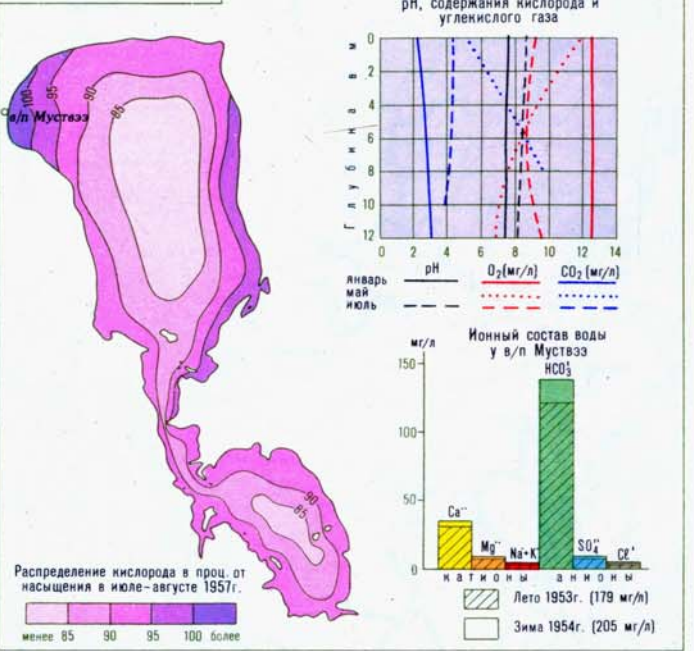 pH, содержания кислорода и
углекислого газа
100
95
90
85
в/п Муствээ
Глубина в м
0
2
4
6
8
10
12
0 2 4 6 8 10 12 14
pH O₂(мг/л) CO₂(мг/л)
январь
май
июль
90
85
Ионный состав воды
у в/п Муствээ
мг/л
150
100
50
HCO₃'
Ca··
Mg·· Na·+K· SO₄'' Cl'
катионы анионы
Лето 1953г. (179 мг/л)
Зима 1954г. (205 мг/л)
Распределение кислорода в проц. от
насыщения в июле-августе 1957г.
менее 85 90 95 100 более